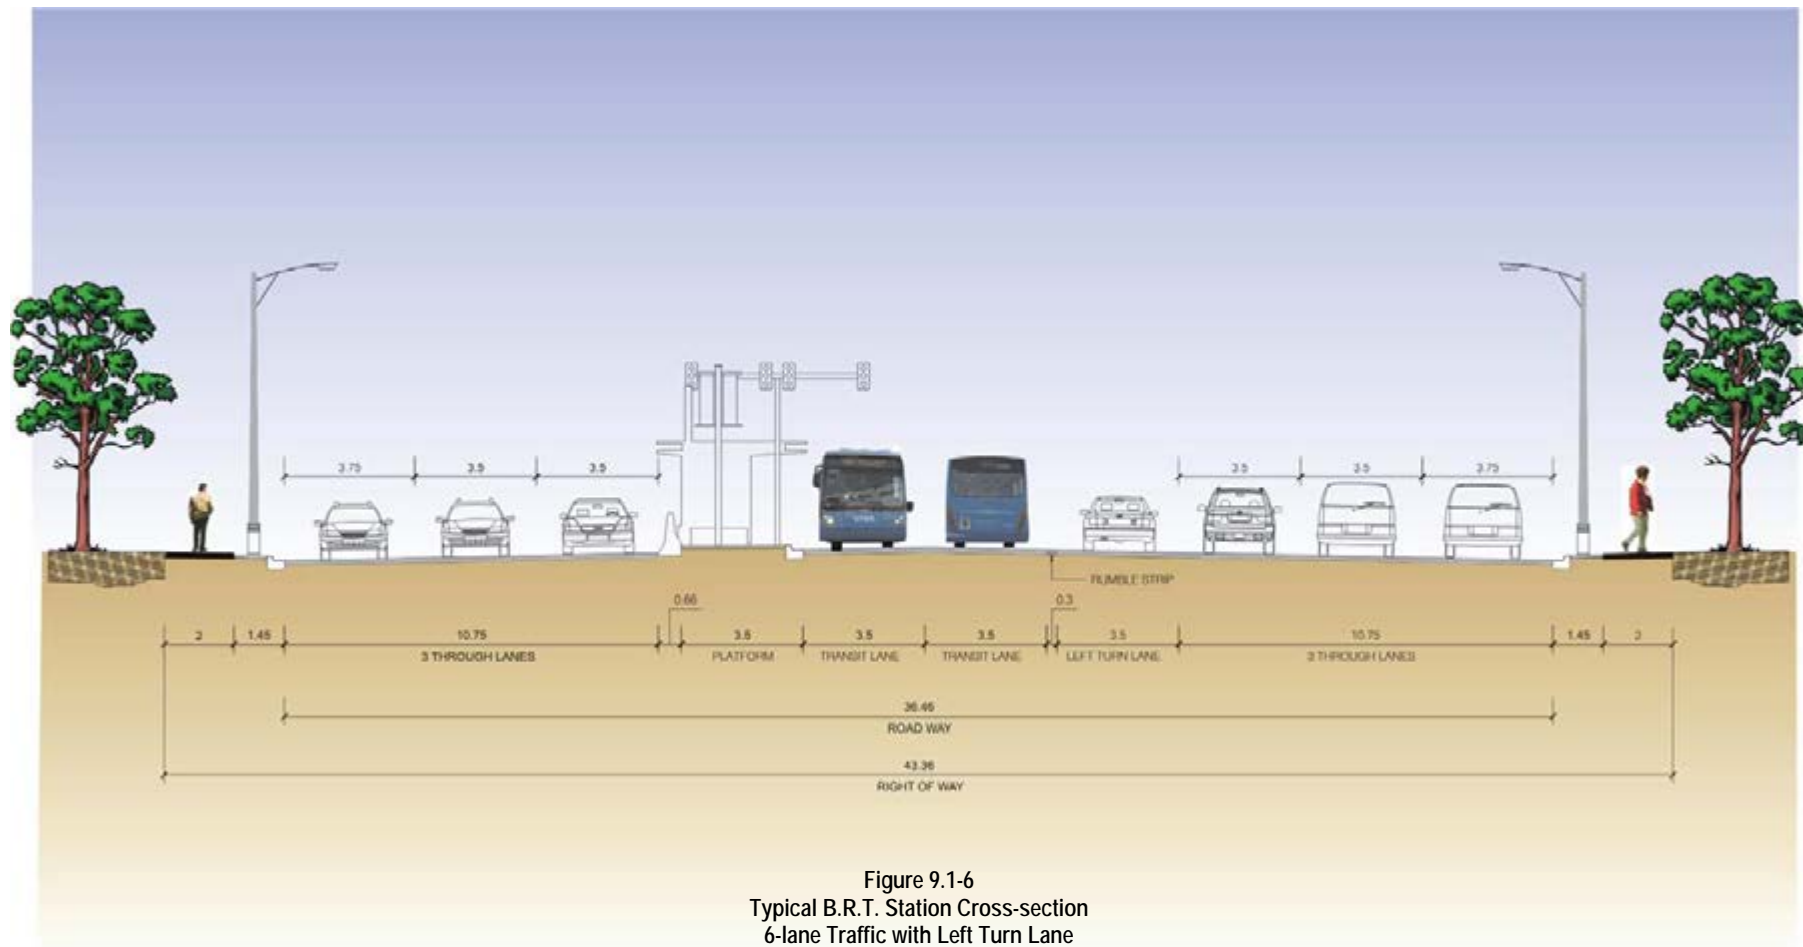 3.75 3.5 3.5 3.5 3.5 3.75
RUMBLE STRIP
0.66 0.3
2 1.45 10.75 3.5 3.5 3.5 3.5 10.75 1.45 2
3 THROUGH LANES PLATFORM TRANSIT LANE TRANSIT LANE LEFT TURN LANE 3 THROUGH LANES
36.46
ROAD WAY
43.36
RIGHT OF WAY
Figure 9.1-6
Typical B.R.T. Station Cross-section
6-lane Traffic with Left Turn Lane